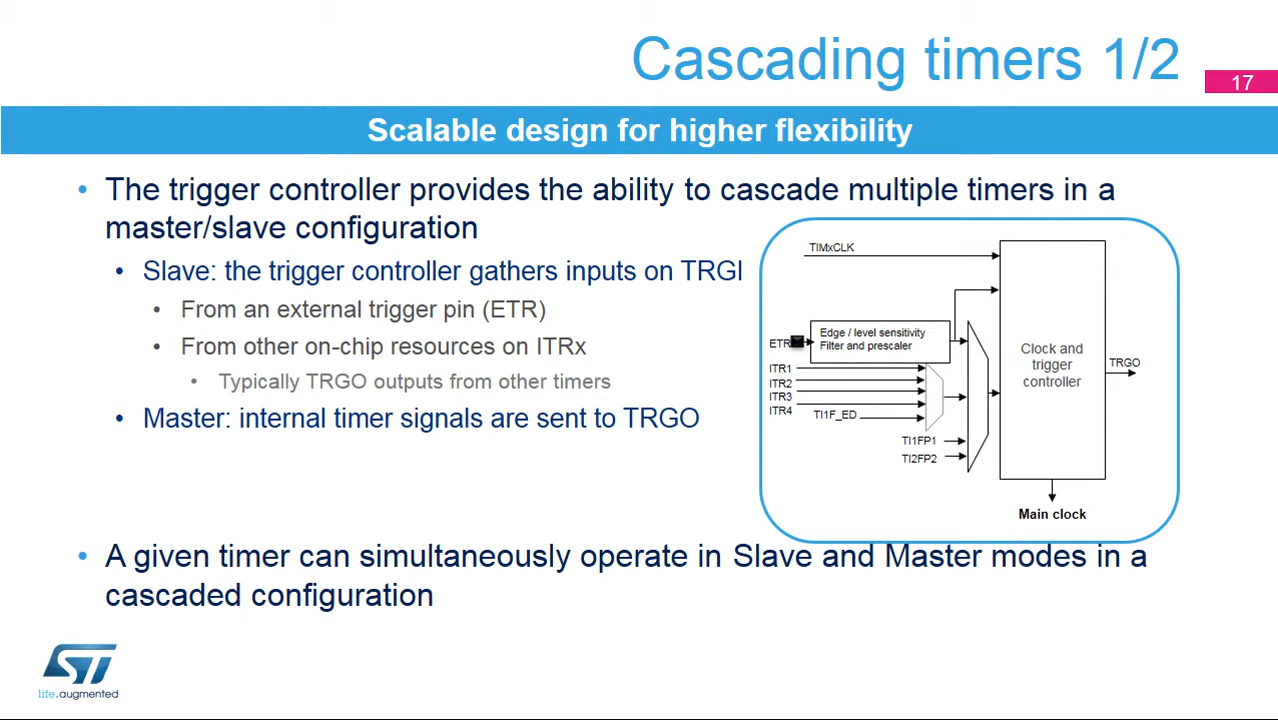 Cascading timers 1/2
17
Scalable design for higher flexibility
• The trigger controller provides the ability to cascade multiple timers in a
master/slave configuration
• Slave: the trigger controller gathers inputs on TRGI
• From an external trigger pin (ETR)
• From other on-chip resources on ITRx
• Typically TRGO outputs from other timers
• Master: internal timer signals are sent to TRGO
TIMxCLK
ETR
Edge / level sensitivity
Filter and prescaler
ITR1
ITR2
ITR3
ITR4
TI1F_ED
TI1FP1
TI2FP2
Clock and
trigger
controller
TRGO
Main clock
• A given timer can simultaneously operate in Slave and Master modes in a
cascaded configuration
ST
life.augmented